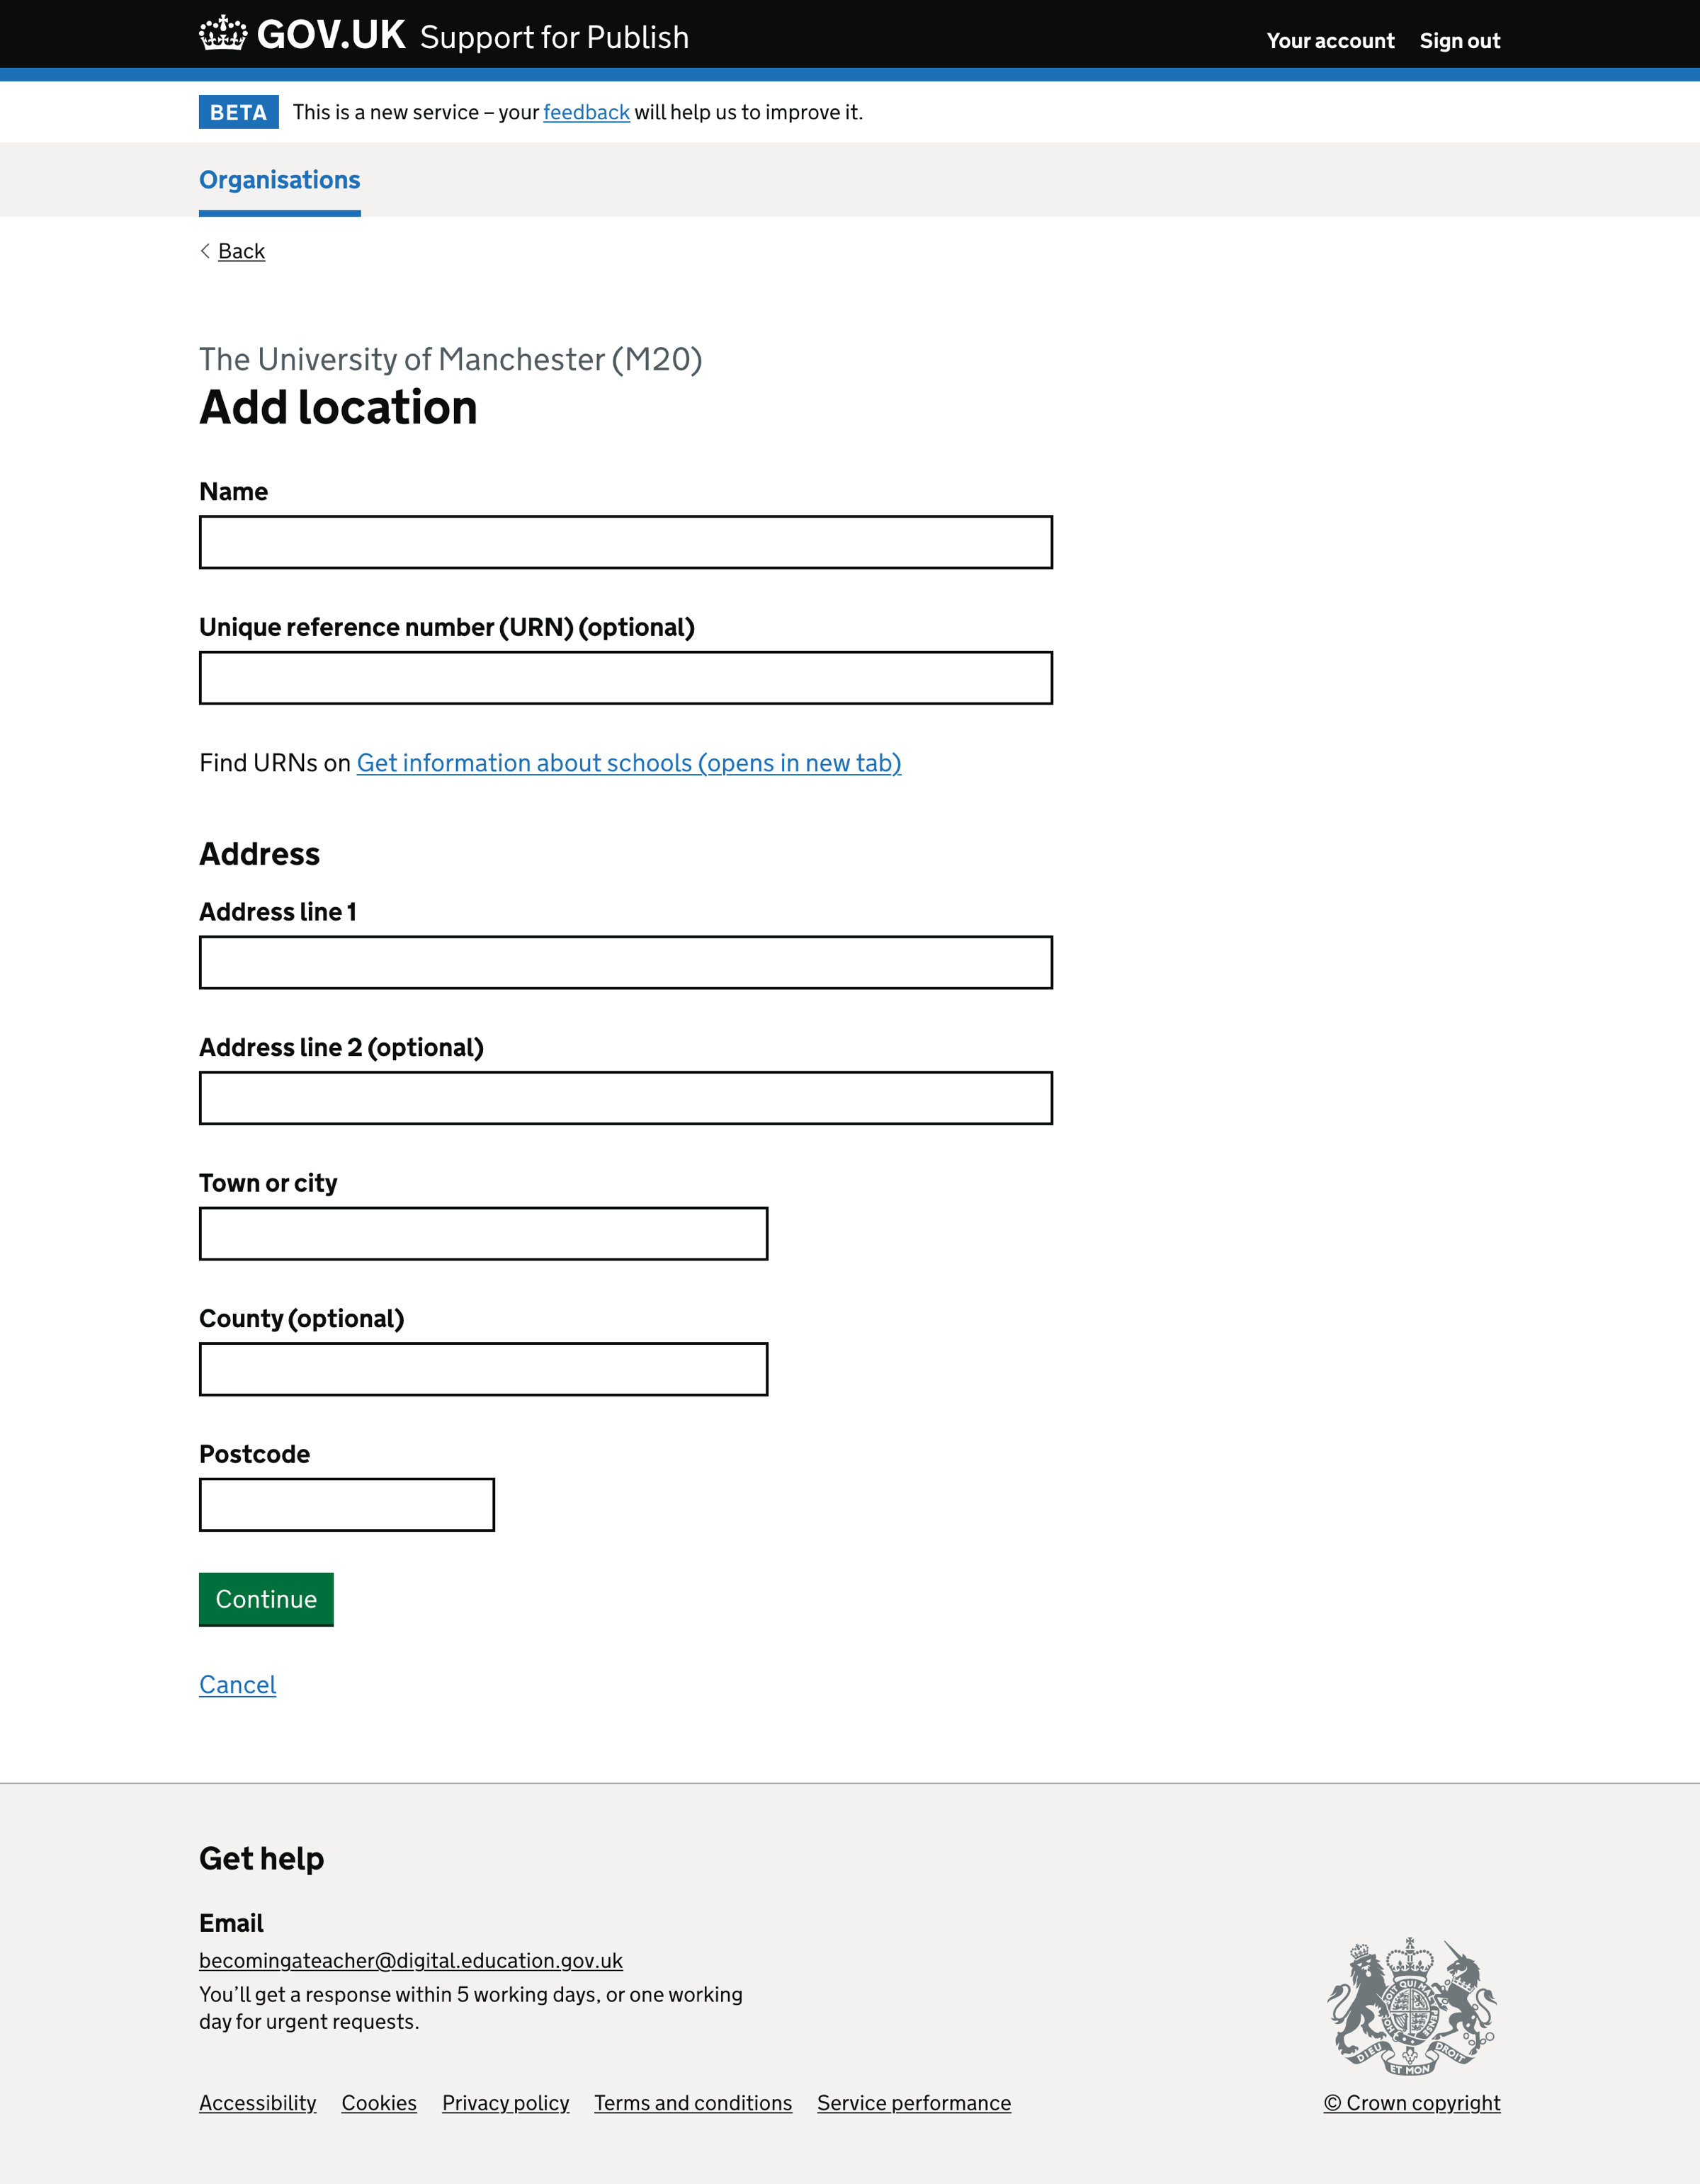 GOV.UK Support for Publish
Your account Sign out
BETA This is a new service – your feedback will help us to improve it.
Organisations
Back
The University of Manchester (M20)
Add location
Name
Unique reference number (URN) (optional)
Find URNs on Get information about schools (opens in new tab)
Address
Address line 1
Address line 2 (optional)
Town or city
County (optional)
Postcode
Continue
Cancel
Get help
Email
becomingateacher@digital.education.gov.uk
You’ll get a response within 5 working days, or one working
day for urgent requests.
DIEU ET MON DROIT
Accessibility Cookies Privacy policy Terms and conditions Service performance
© Crown copyright